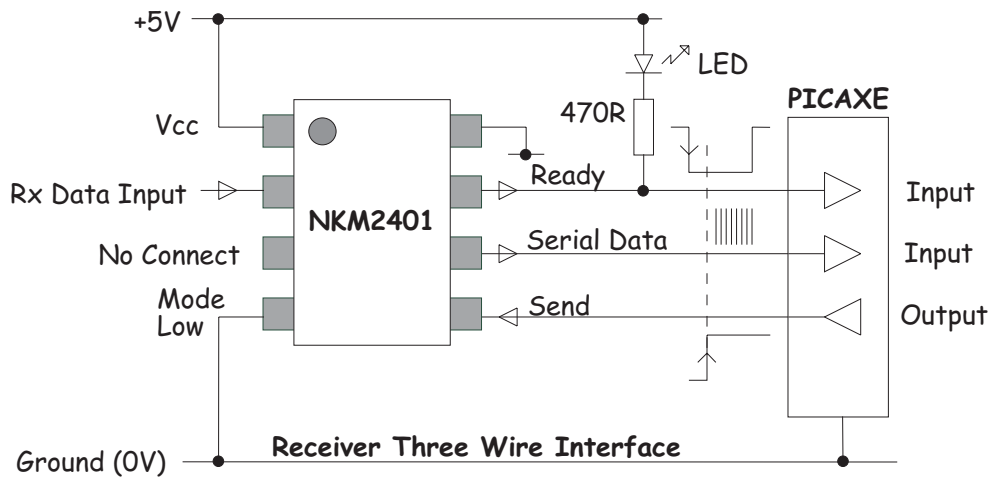 +5V
LED
PICAXE
470R
Vcc
Ready
Rx Data Input
Input
NKM2401
Serial Data
No Connect
Input
Mode
Low
Send
Output
Receiver Three Wire Interface
Ground (0V)